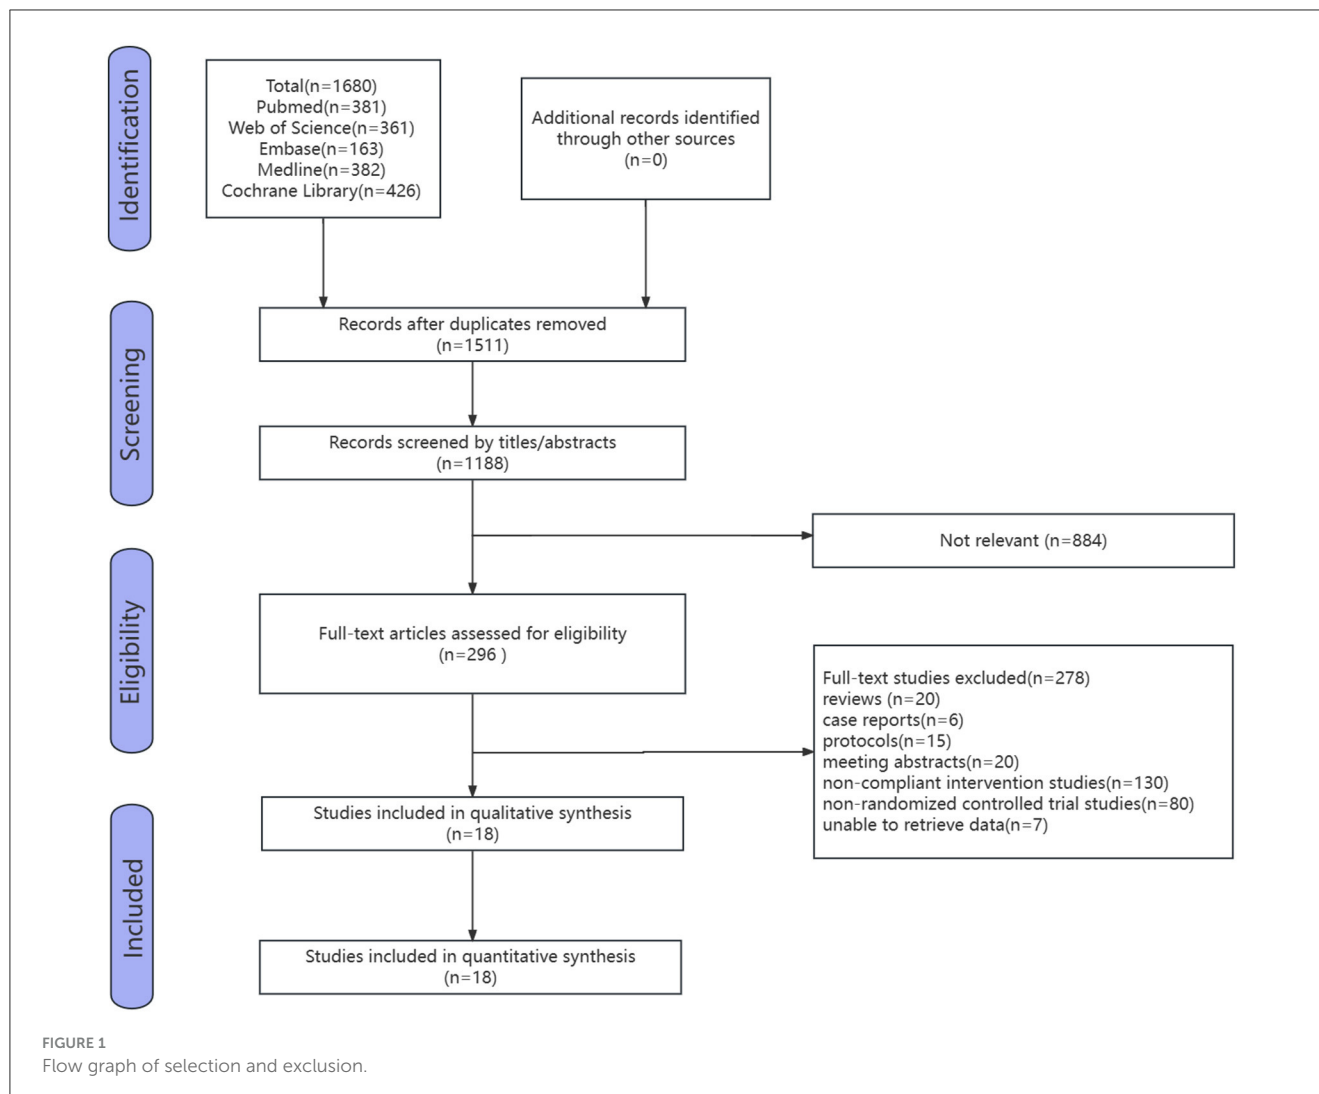 Identification
Total(n=1680)
Pubmed(n=381)
Web of Science(n=361)
Embase(n=163)
Medline(n=382)
Cochrane Library(n=426)
Additional records identified
through other sources
(n=0)
Screening
Records after duplicates removed
(n=1511)
Records screened by titles/abstracts
(n=1188)
Not relevant (n=884)
Eligibility
Full-text articles assessed for eligibility
(n=296 )
Full-text studies excluded(n=278)
reviews (n=20)
case reports(n=6)
protocols(n=15)
meeting abstracts(n=20)
non-compliant intervention studies(n=130)
non-randomized controlled trial studies(n=80)
unable to retrieve data(n=7)
Included
Studies included in qualitative synthesis
(n=18)
Studies included in quantitative synthesis
(n=18)
FIGURE 1
Flow graph of selection and exclusion.